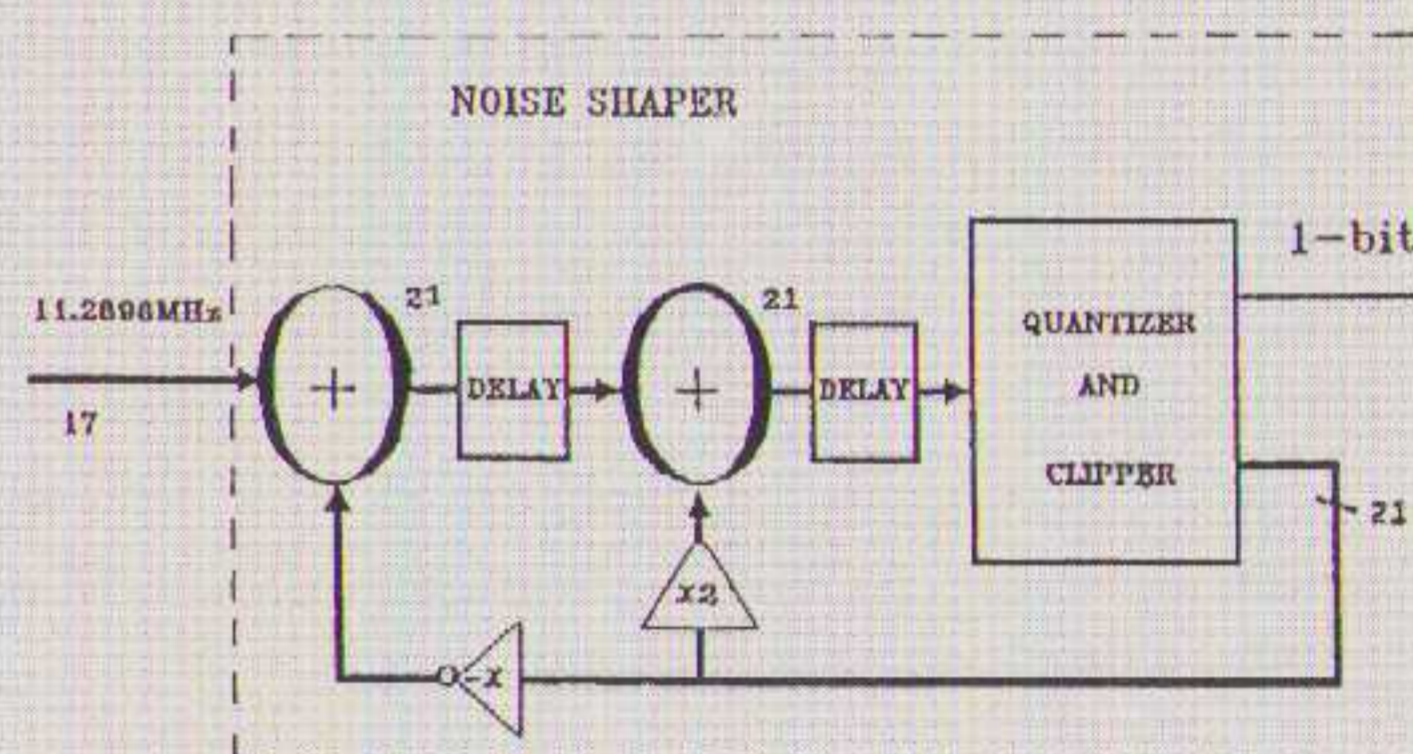 NOISE SHAPER
1-bit
11.2896MHz
21
21
QUANTIZER
+
DELAY
+
DELAY
AND
17
CLIPPER
21
x2
-x